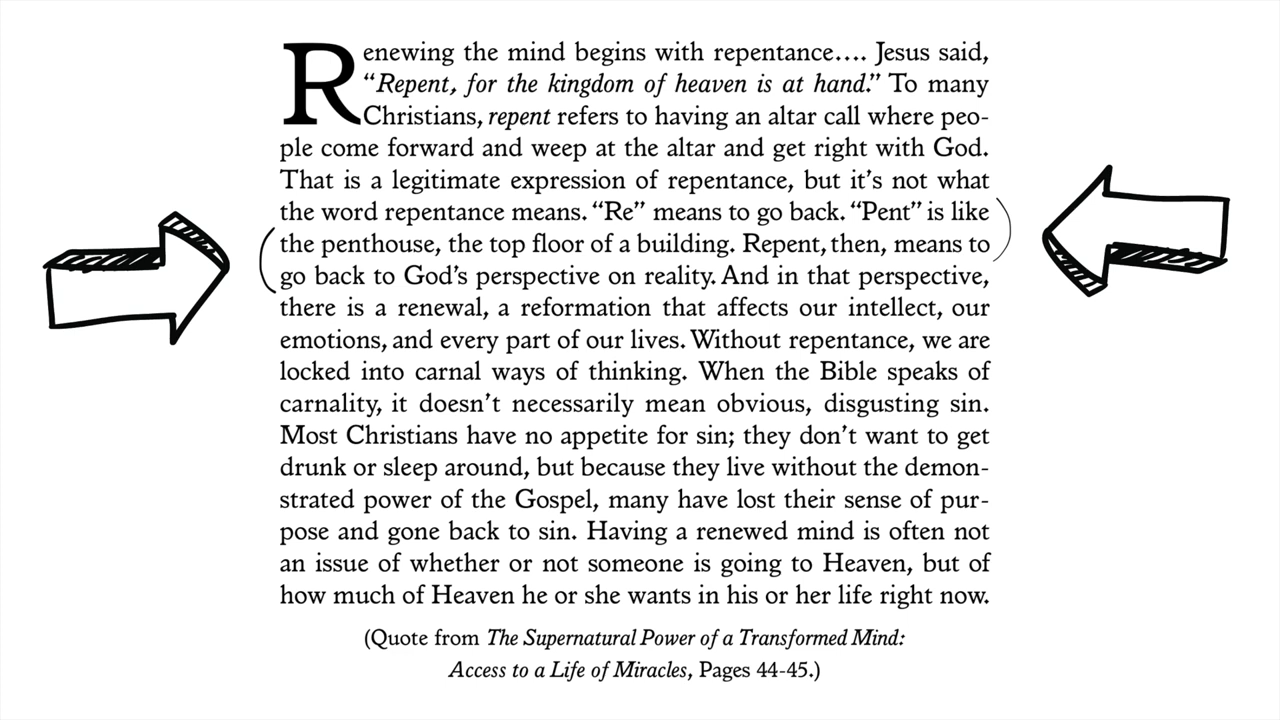 Renewing the mind begins with repentance.... Jesus said,
“Repent, for the kingdom of heaven is at hand.” To many
Christians, repent refers to having an altar call where peo-
ple come forward and weep at the altar and get right with God.
That is a legitimate expression of repentance, but it’s not what
the word repentance means. “Re” means to go back. “Pent” is like
the penthouse, the top floor of a building. Repent, then, means to
go back to God’s perspective on reality. And in that perspective,
there is a renewal, a reformation that affects our intellect, our
emotions, and every part of our lives. Without repentance, we are
locked into carnal ways of thinking. When the Bible speaks of
carnality, it doesn’t necessarily mean obvious, disgusting sin.
Most Christians have no appetite for sin; they don’t want to get
drunk or sleep around, but because they live without the demon-
strated power of the Gospel, many have lost their sense of pur-
pose and gone back to sin. Having a renewed mind is often not
an issue of whether or not someone is going to Heaven, but of
how much of Heaven he or she wants in his or her life right now.
(Quote from The Supernatural Power of a Transformed Mind:
Access to a Life of Miracles, Pages 44-45.)